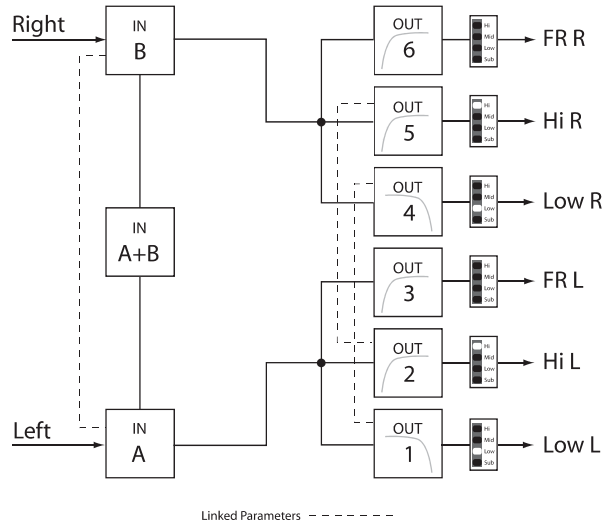 Right
IN
B
OUT
6
Hi
Mid
Low
Sub
FR R
OUT
5
Hi
Mid
Low
Sub
Hi R
OUT
4
Hi
Mid
Low
Sub
Low R
IN
A+B
OUT
3
Hi
Mid
Low
Sub
FR L
OUT
2
Hi
Mid
Low
Sub
Hi L
Left
IN
A
OUT
1
Hi
Mid
Low
Sub
Low L
Linked Parameters